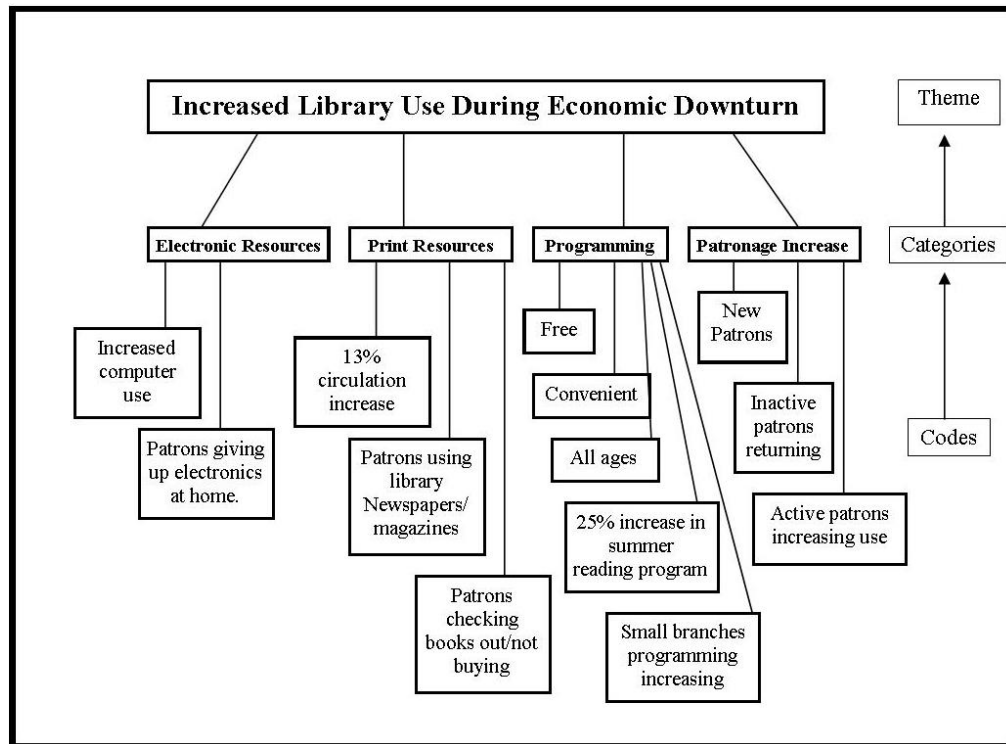 Increased Library Use During Economic Downturn
Theme
Electronic Resources
Print Resources
Programming
Patronage Increase
Categories
Increased
computer
use
Patrons giving
up electronics
at home.
13%
circulation
increase
Patrons using
library
Newspapers/
magazines
Patrons
checking
books out/not
buying
Free
Convenient
All ages
25% increase in
summer
reading program
Small branches
programming
increasing
New
Patrons
Inactive
patrons
returning
Active patrons
increasing use
Codes